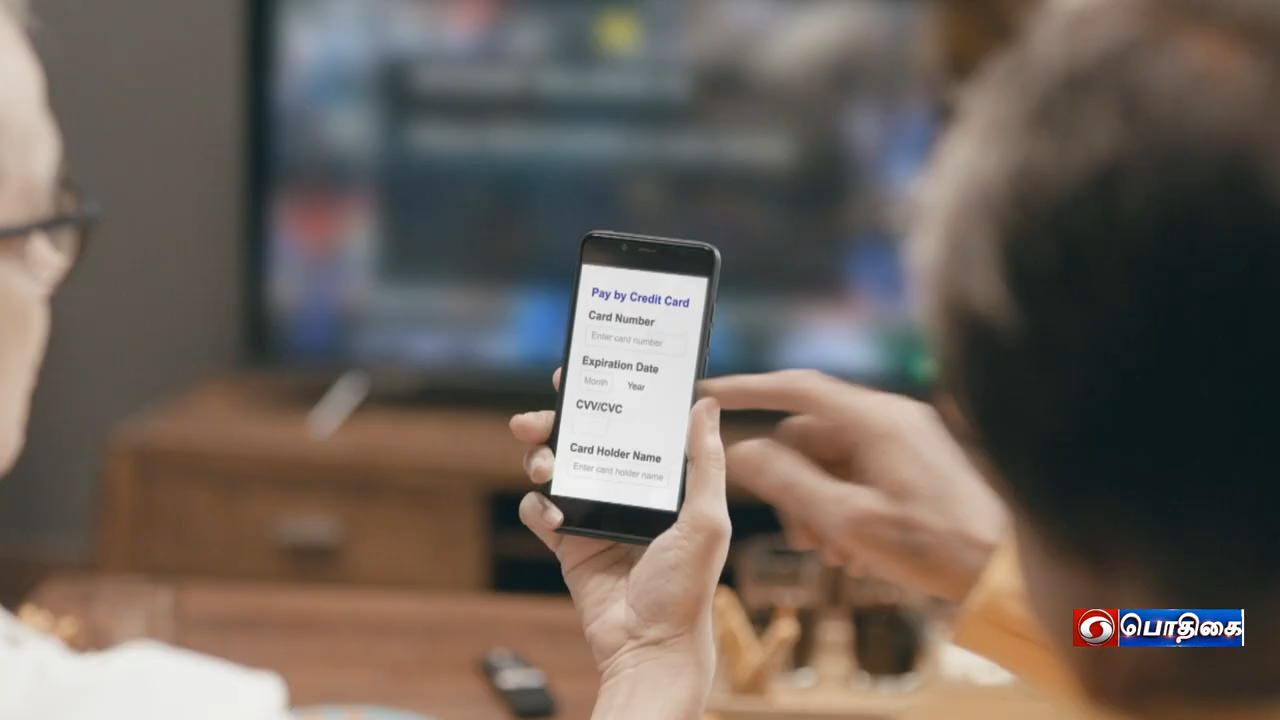 Pay by Credit Card
Card Number
Enter card number
Expiration Date
Month Year
CVV/CVC
Card Holder Name
Enter card holder name
பொதிகை